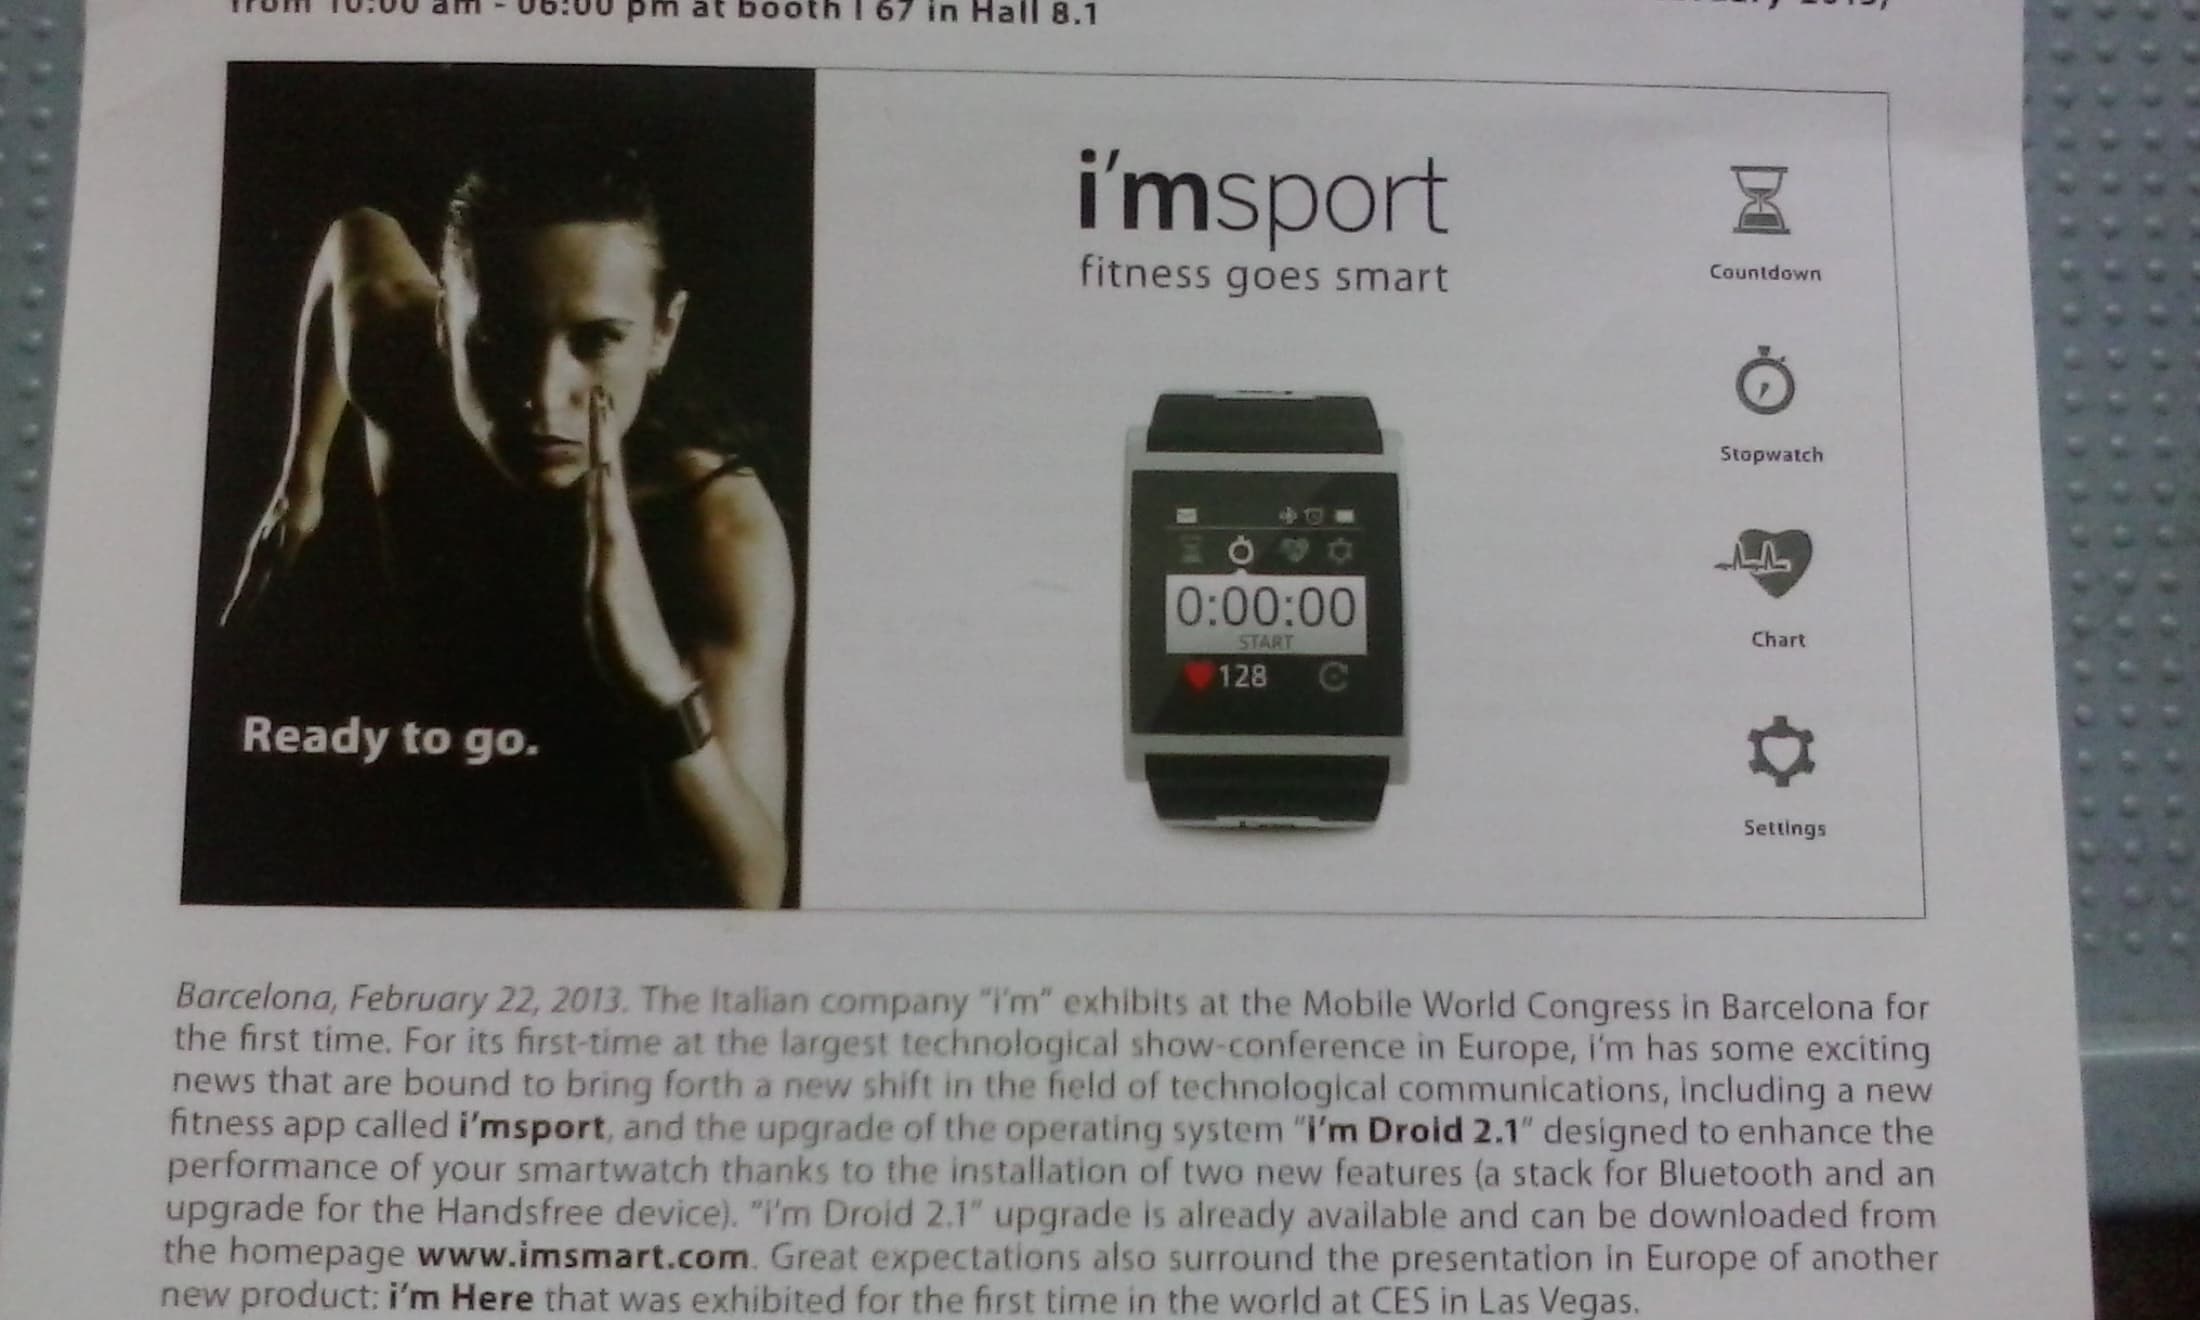 from 10:00 am - 06:00 pm at booth I 67 in Hall 8.1
i'msport
fitness goes smart
Countdown
Stopwatch
0:00:00
START
128
Chart
Ready to go.
Settings
Barcelona, February 22, 2013. The Italian company “i’m” exhibits at the Mobile World Congress in Barcelona for
the first time. For its first-time at the largest technological show-conference in Europe, i’m has some exciting
news that are bound to bring forth a new shift in the field of technological communications, including a new
fitness app called i’msport, and the upgrade of the operating system “i’m Droid 2.1” designed to enhance the
performance of your smartwatch thanks to the installation of two new features (a stack for Bluetooth and an
upgrade for the Handsfree device). “i’m Droid 2.1” upgrade is already available and can be downloaded from
the homepage www.imsmart.com. Great expectations also surround the presentation in Europe of another
new product: i’m Here that was exhibited for the first time in the world at CES in Las Vegas.